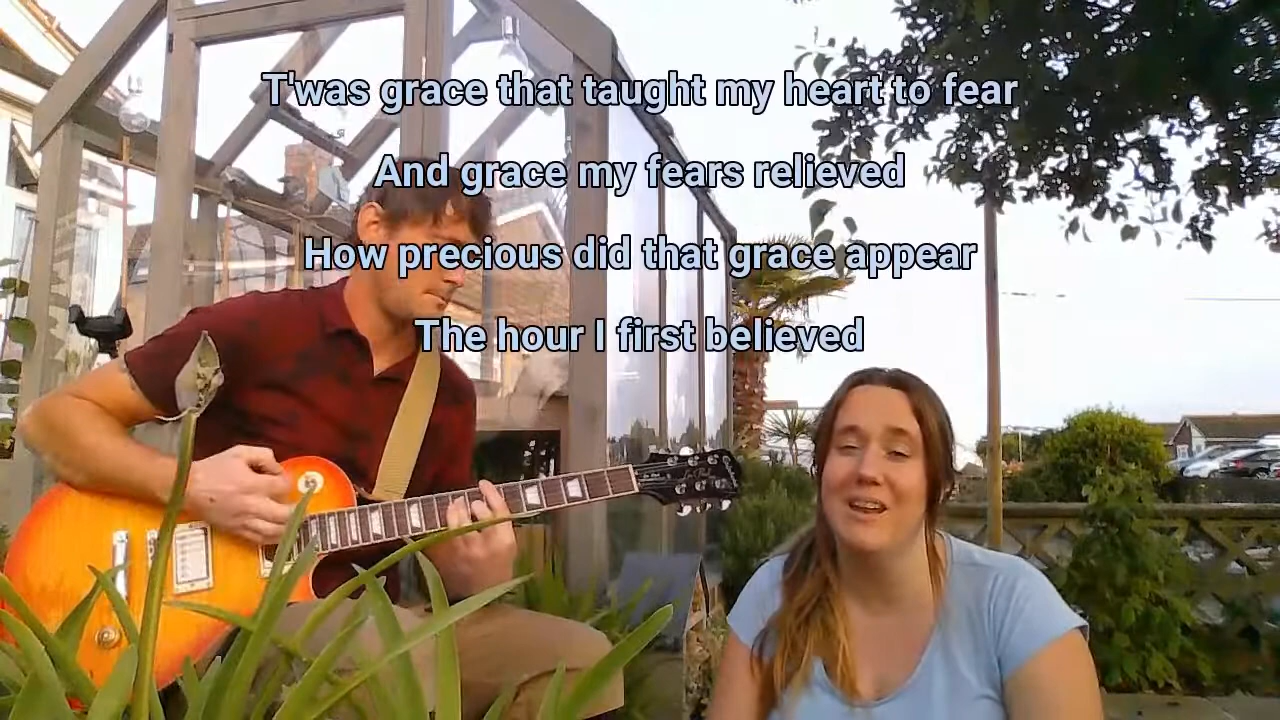 T'was grace that taught my heart to fear
And grace my fears relieved
How precious did that grace appear
The hour I first believed